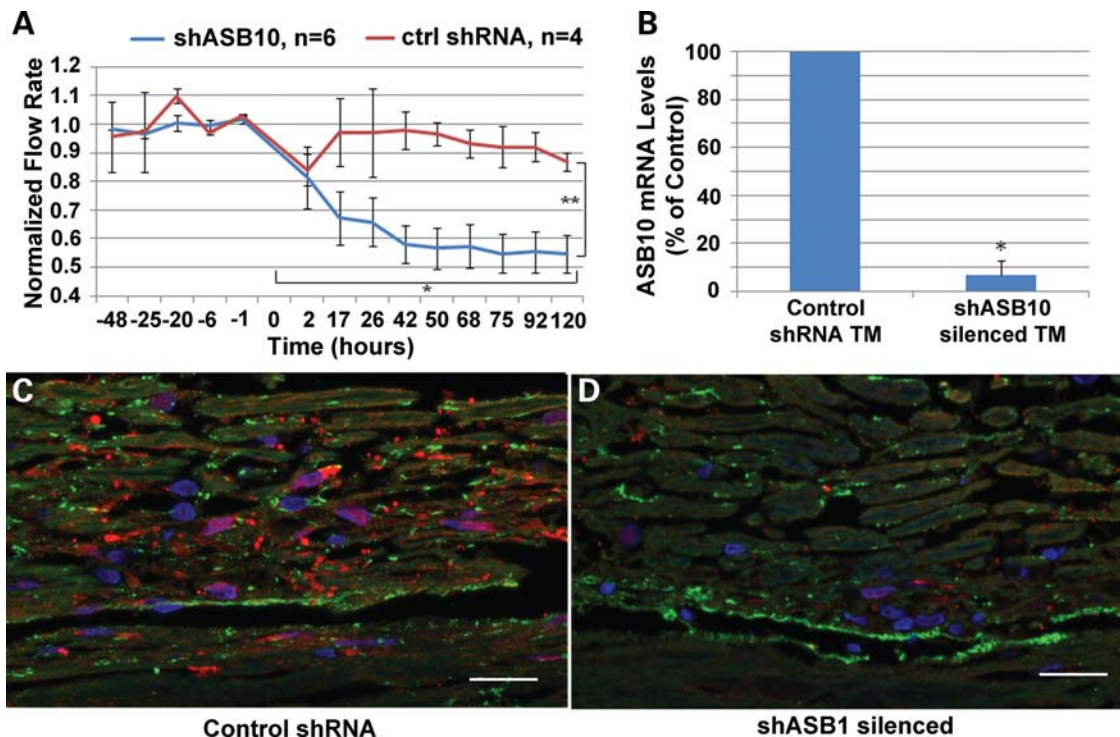 A
shASB10, n=6
ctrl shRNA, n=4
Normalized Flow Rate
1.2
1.1
1.0
0.9
0.8
0.7
0.6
0.5
0.4
**
*
-48 -25 -20 -6 -1 0 2 17 26 42 50 68 75 92 120
Time (hours)
B
ASB10 mRNA Levels
(% of Control)
100
80
60
40
20
0
*
Control
shRNA TM
shASB10
silenced TM
C
Control shRNA
D
shASB1 silenced